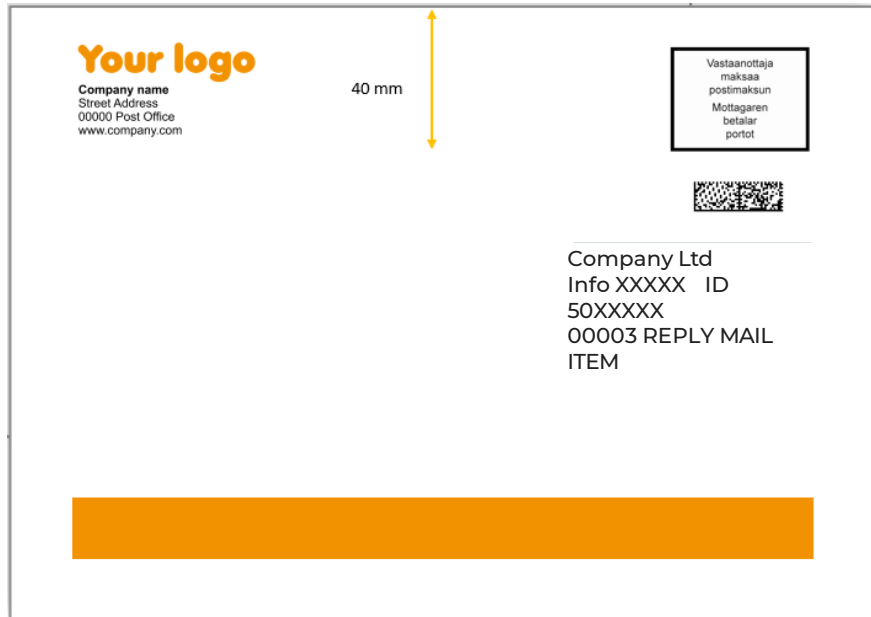 Your logo
Company name
Street Address
00000 Post Office
www.company.com
40 mm
Vastaanottaja
maksaa
postimaksun
Mottagaren
betalar
portot
Company Ltd
Info XXXXX ID
50XXXXX
00003 REPLY MAIL
ITEM